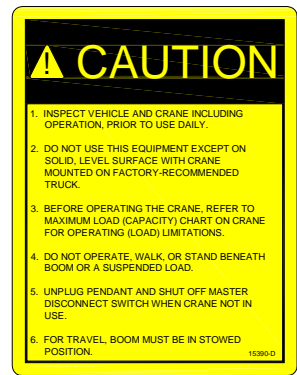 CAUTION
1. INSPECT VEHICLE AND CRANE INCLUDING
OPERATION, PRIOR TO USE DAILY.
2. DO NOT USE THIS EQUIPMENT EXCEPT ON
SOLID, LEVEL SURFACE WITH CRANE
MOUNTED ON FACTORY-RECOMMENDED
TRUCK.
3. BEFORE OPERATING THE CRANE, REFER TO
MAXIMUM LOAD (CAPACITY) CHART ON CRANE
FOR OPERATING (LOAD) LIMITATIONS.
4. DO NOT OPERATE, WALK, OR STAND BENEATH
BOOM OR A SUSPENDED LOAD.
5. UNPLUG PENDANT AND SHUT OFF MASTER
DISCONNECT SWITCH WHEN CRANE NOT IN
USE.
6. FOR TRAVEL, BOOM MUST BE IN STOWED
POSITION.
15390-D